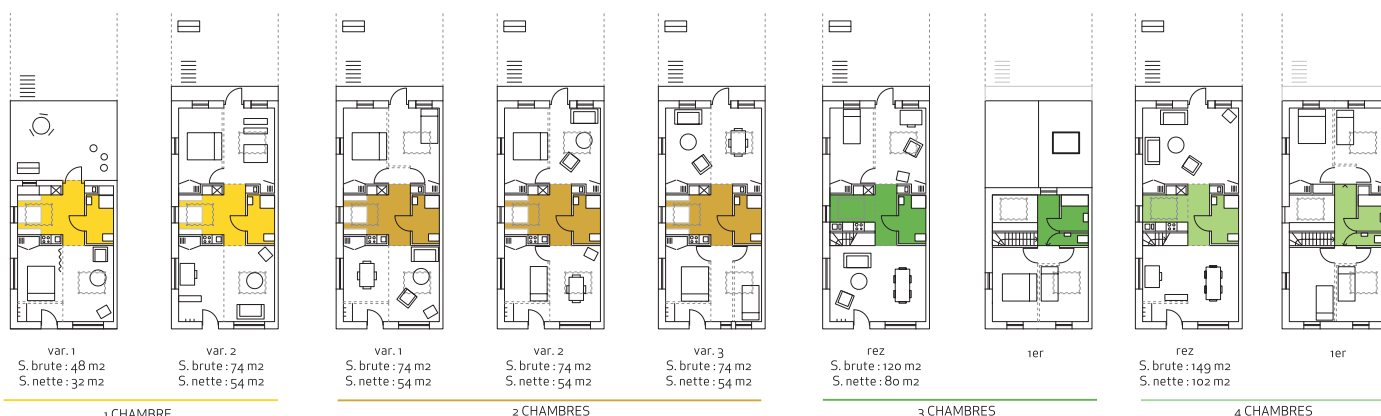 var. 1
S. brute : 48 m2
S. nette : 32 m2
var. 2
S. brute : 74 m2
S. nette : 54 m2
1 CHAMBRE
var. 1
S. brute : 74 m2
S. nette : 54 m2
var. 2
S. brute : 74 m2
S. nette : 54 m2
var. 3
S. brute : 74 m2
S. nette : 54 m2
2 CHAMBRES
rez
S. brute : 120 m2
S. nette : 80 m2
1er
3 CHAMBRES
rez
S. brute : 149 m2
S. nette : 102 m2
1er
4 CHAMBRES